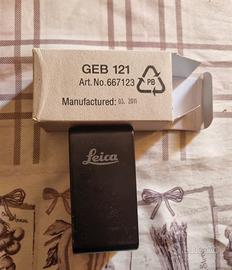 GEB 121
Art.No.667123
Manufactured: 03. 2011
PB
Leica